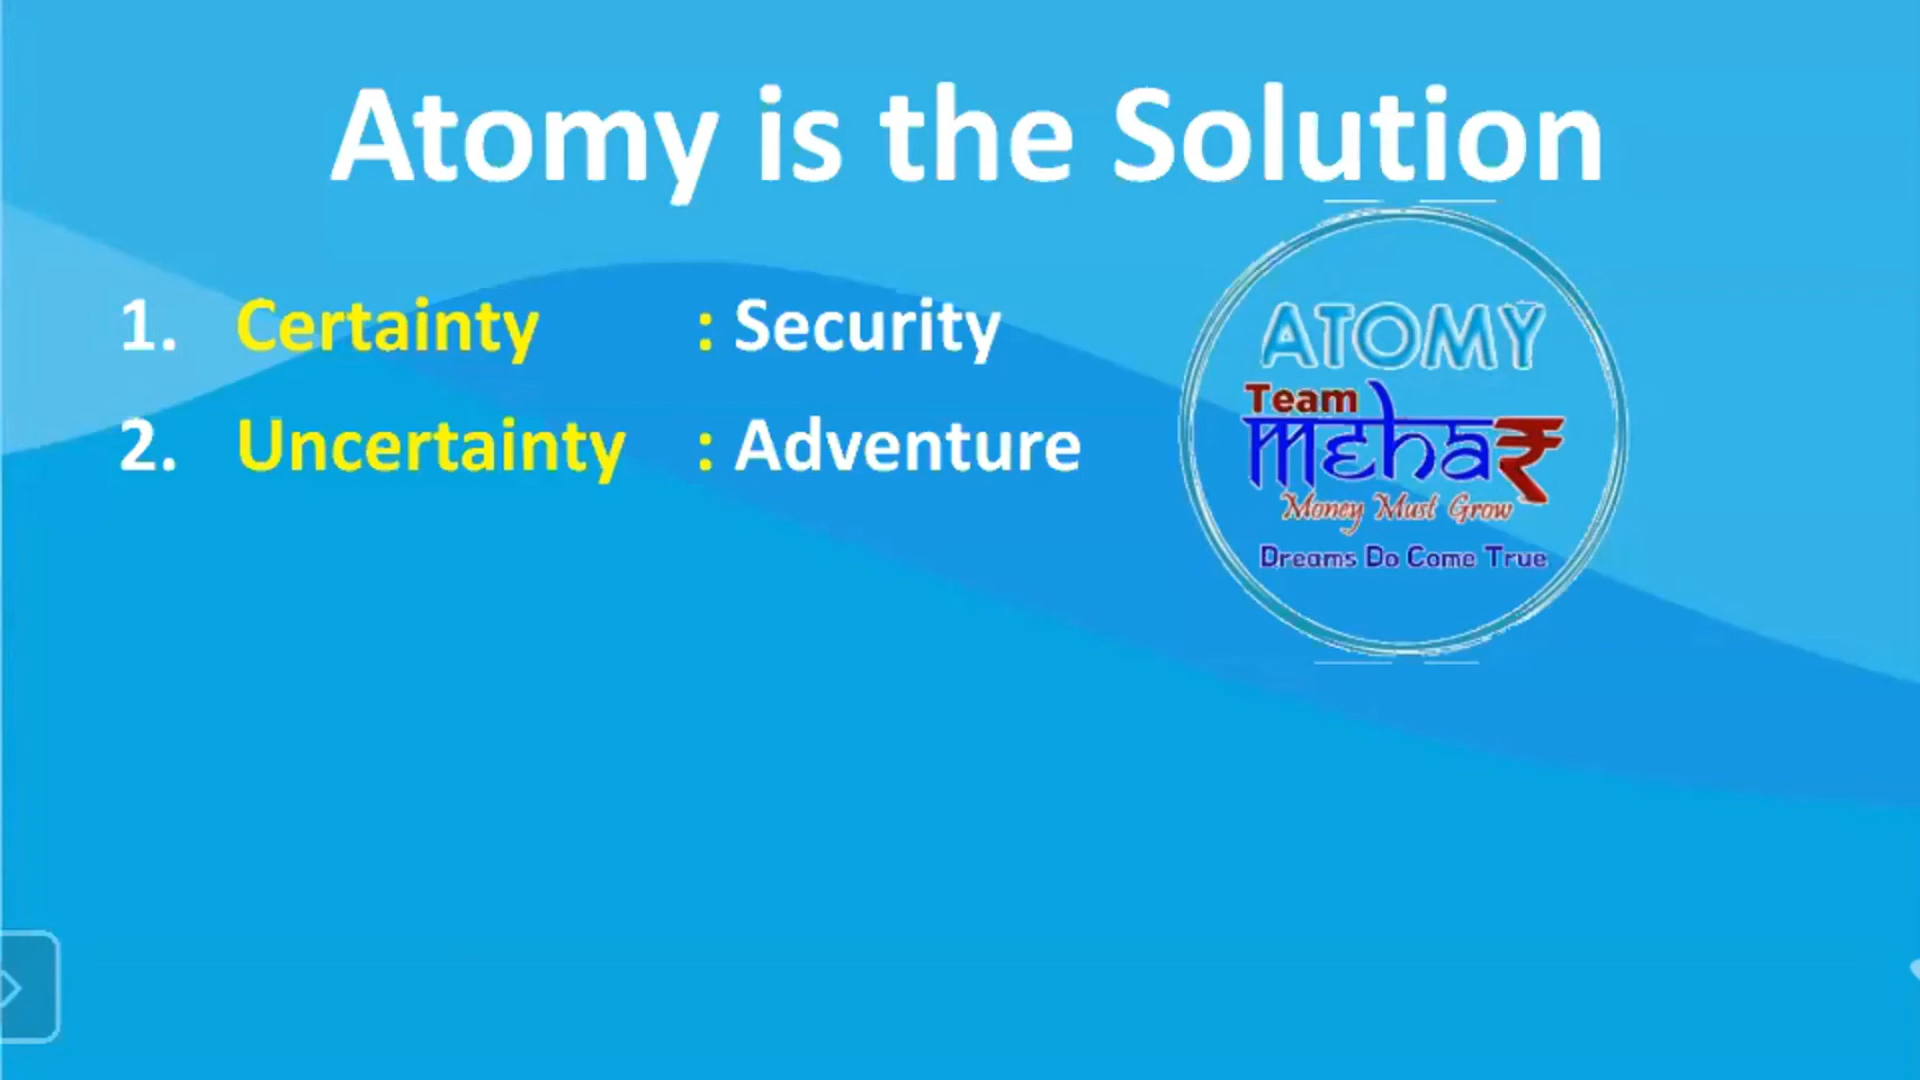 Atomy is the Solution
1. Certainty : Security
2. Uncertainty : Adventure
ATOMY
Team
Mehar₹
Money Must Grow
Dreams Do Come True